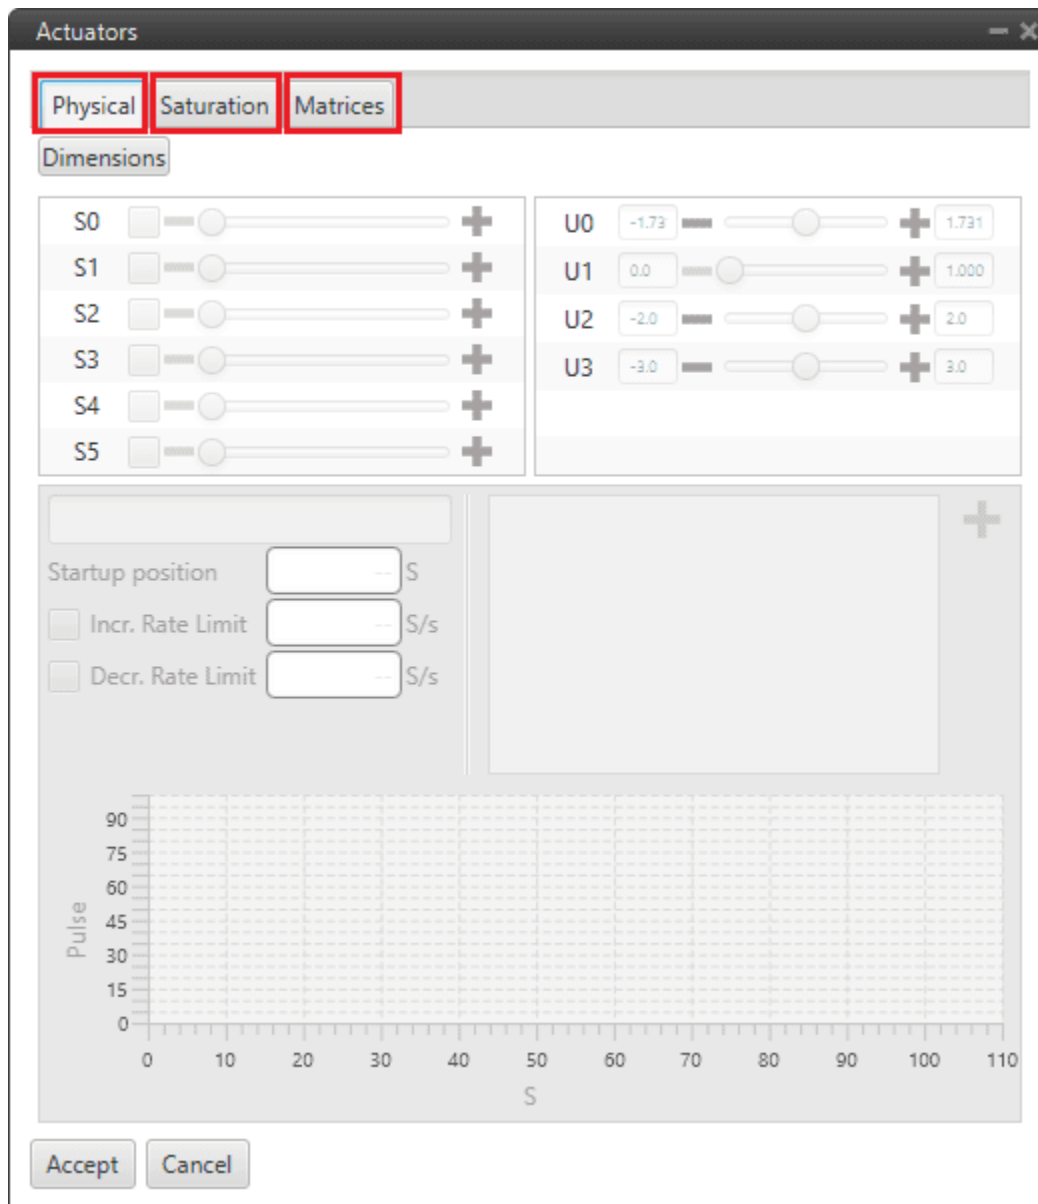 Actuators
Physical Saturation Matrices
Dimensions
S0
S1
S2
S3
S4
S5
U0 -1.73 1.731
U1 0.0 1.000
U2 -2.0 2.0
U3 -3.0 3.0
Startup position -- S
Incr. Rate Limit -- S/s
Decr. Rate Limit -- S/s
Pulse
90
75
60
45
30
15
0
0 10 20 30 40 50 60 70 80 90 100 110
S
Accept Cancel